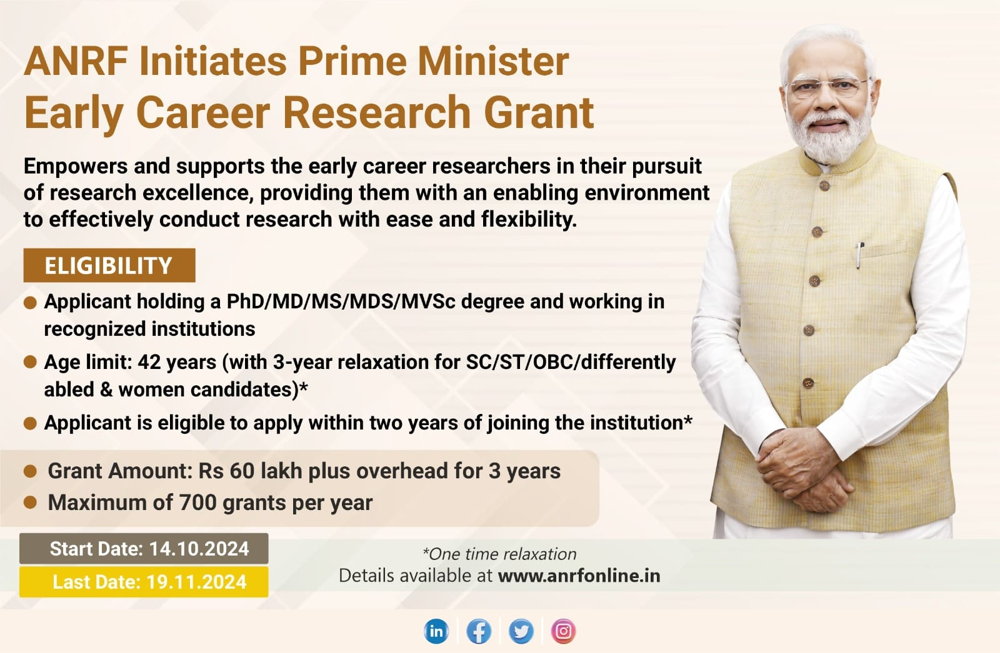 ANRF Initiates Prime Minister
Early Career Research Grant
Empowers and supports the early career researchers in their pursuit
of research excellence, providing them with an enabling environment
to effectively conduct research with ease and flexibility.
ELIGIBILITY
Applicant holding a PhD/MD/MS/MDS/MVSc degree and working in
recognized institutions
Age limit: 42 years (with 3-year relaxation for SC/ST/OBC/differently
abled & women candidates)*
Applicant is eligible to apply within two years of joining the institution*
Grant Amount: Rs 60 lakh plus overhead for 3 years
Maximum of 700 grants per year
Start Date: 14.10.2024
Last Date: 19.11.2024
*One time relaxation
Details available at www.anrfonline.in
in
f